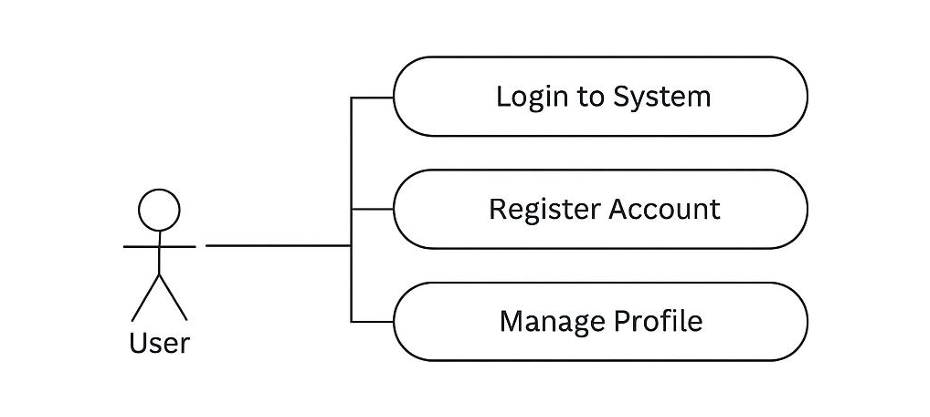 Login to System
Register Account
Manage Profile
User